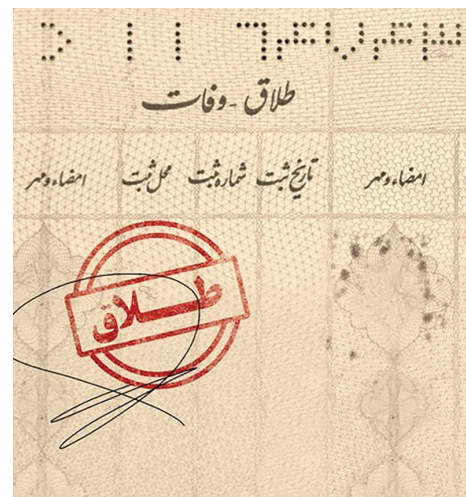 طلاق - وفات
امضاء و مهر تاریخ ثبت شماره ثبت محل ثبت امضاء و مهر
طلاق